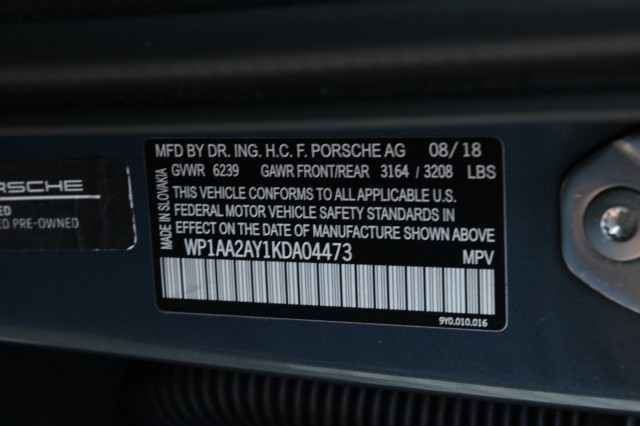 MFD BY DR. ING. H.C. F. PORSCHE AG 08/18
GVWR 6239 GAWR FRONT/REAR 3164 / 3208 LBS
THIS VEHICLE CONFORMS TO ALL APPLICABLE U.S.
FEDERAL MOTOR VEHICLE SAFETY STANDARDS IN
EFFECT ON THE DATE OF MANUFACTURE SHOWN ABOVE
WP1AA2AY1KDA04473 MPV
9Y0.010.016
MADE IN SLOVAKIA
ORSCHE
ED
ED PRE-OWNED